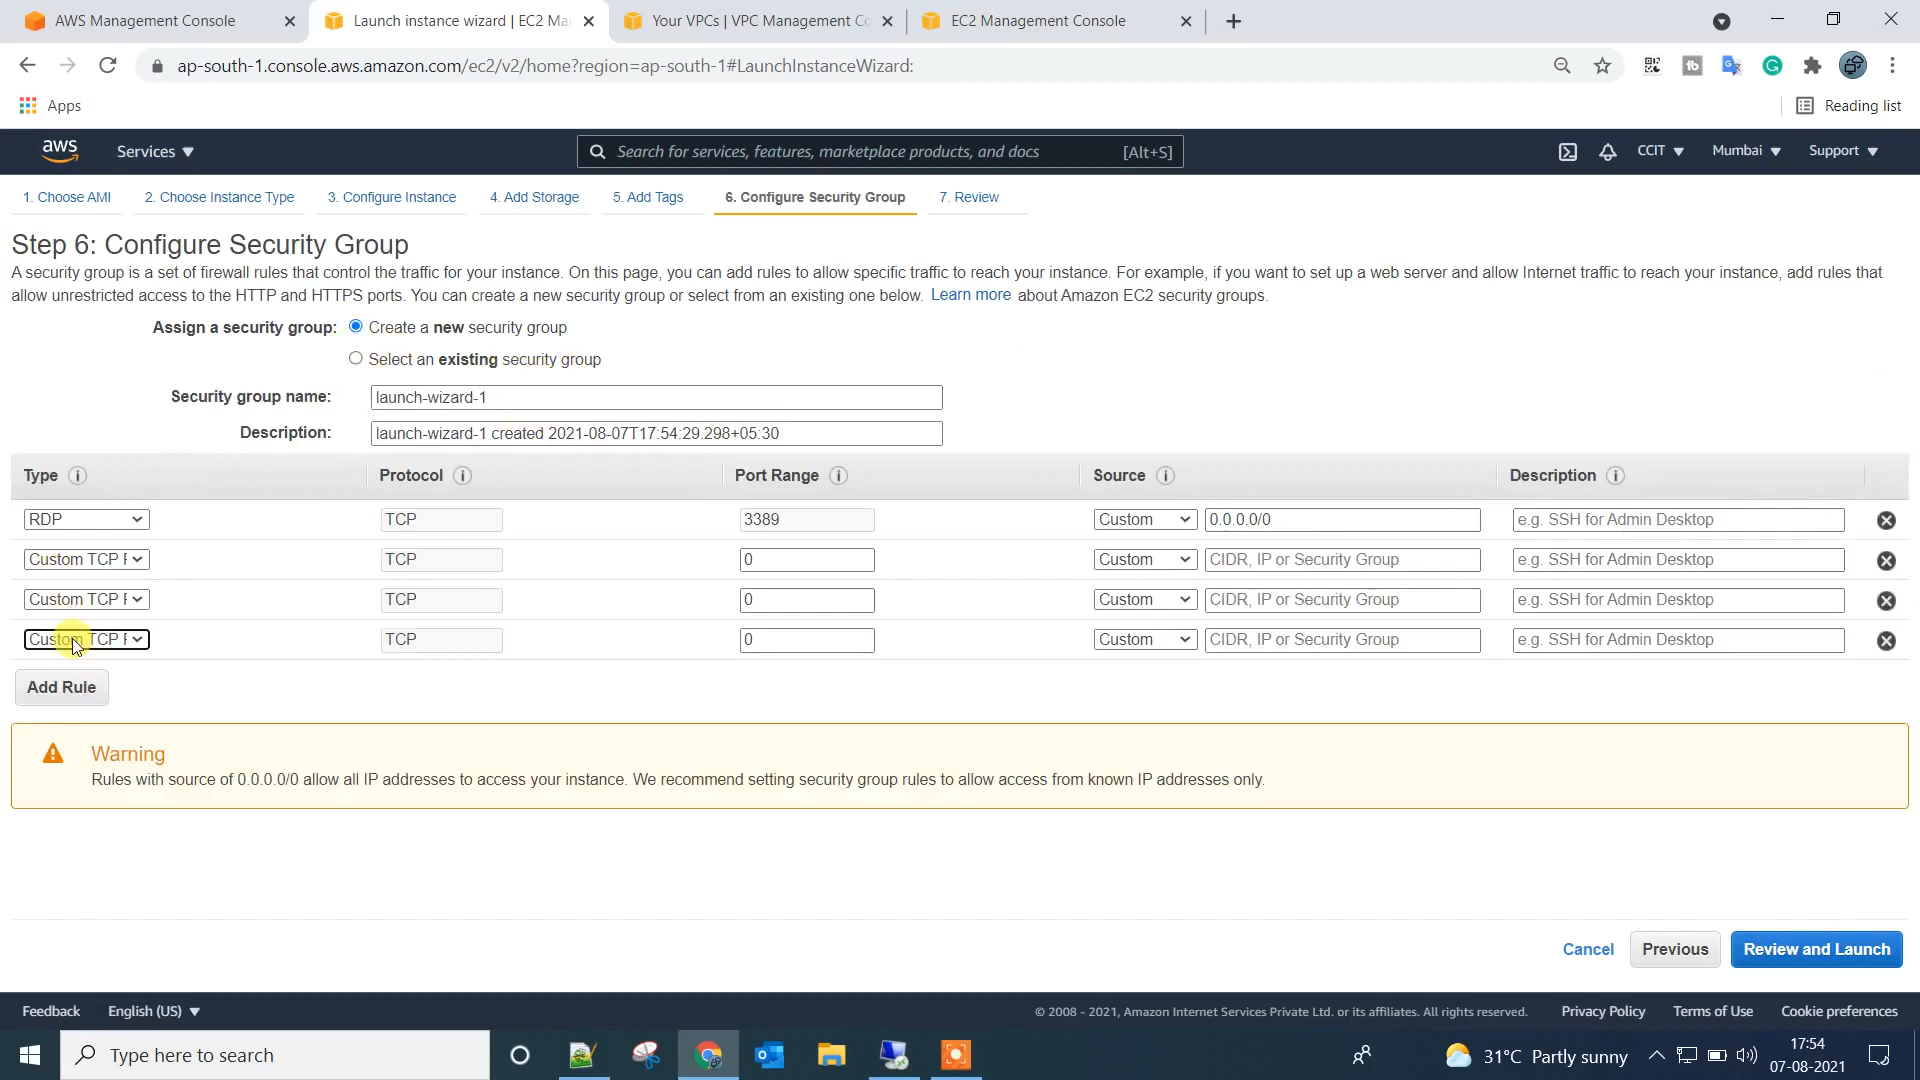 AWS Management Console
Launch instance wizard | EC2 Ma
Your VPCs | VPC Management Co
EC2 Management Console
ap-south-1.console.aws.amazon.com/ec2/v2/home?region=ap-south-1#LaunchInstanceWizard:
Apps
Reading list
aws
Services
Search for services, features, marketplace products, and docs
[Alt+S]
CCIT
Mumbai
Support
1. Choose AMI
2. Choose Instance Type
3. Configure Instance
4. Add Storage
5. Add Tags
6. Configure Security Group
7. Review
Step 6: Configure Security Group
A security group is a set of firewall rules that control the traffic for your instance. On this page, you can add rules to allow specific traffic to reach your instance. For example, if you want to set up a web server and allow Internet traffic to reach your instance, add rules that
allow unrestricted access to the HTTP and HTTPS ports. You can create a new security group or select from an existing one below. Learn more about Amazon EC2 security groups.
Assign a security group: Create a new security group
Select an existing security group
Security group name: launch-wizard-1
Description: launch-wizard-1 created 2021-08-07T17:54:29.298+05:30
Type Protocol Port Range Source Description
RDP TCP 3389 Custom 0.0.0.0/0 e.g. SSH for Admin Desktop
Custom TCP TCP 0 Custom CIDR, IP or Security Group e.g. SSH for Admin Desktop
Custom TCP TCP 0 Custom CIDR, IP or Security Group e.g. SSH for Admin Desktop
Custom TCP TCP 0 Custom CIDR, IP or Security Group e.g. SSH for Admin Desktop
Add Rule
Warning
Rules with source of 0.0.0.0/0 allow all IP addresses to access your instance. We recommend setting security group rules to allow access from known IP addresses only.
Cancel
Previous
Review and Launch
Feedback
English (US)
© 2008 - 2021, Amazon Internet Services Private Ltd. or its affiliates. All rights reserved.
Privacy Policy
Terms of Use
Cookie preferences
Type here to search
31°C Partly sunny
17:54
07-08-2021